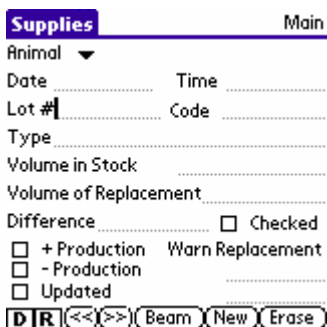 Supplies Main
Animal
Date Time
Lot # Code
Type
Volume in Stock
Volume of Replacement
Difference Checked
+ Production Warn Replacement
- Production
Updated
D R << >> Beam New Erase